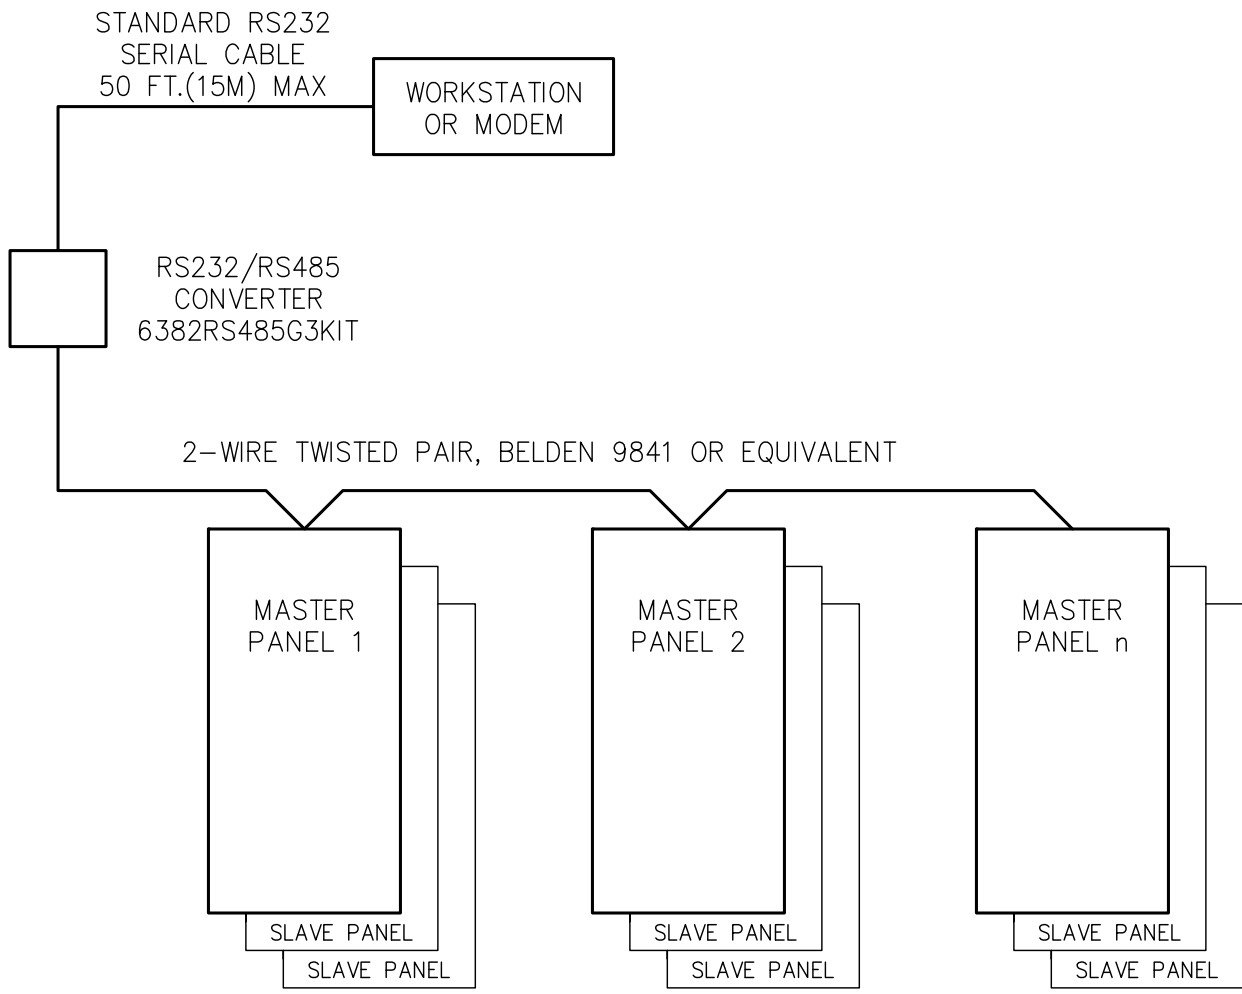 STANDARD RS232
SERIAL CABLE
50 FT.(15M) MAX
WORKSTATION
OR MODEM
RS232/RS485
CONVERTER
6382RS485G3KIT
2-WIRE TWISTED PAIR, BELDEN 9841 OR EQUIVALENT
MASTER
PANEL 1
MASTER
PANEL 2
MASTER
PANEL n
SLAVE PANEL
SLAVE PANEL
SLAVE PANEL
SLAVE PANEL
SLAVE PANEL
SLAVE PANEL